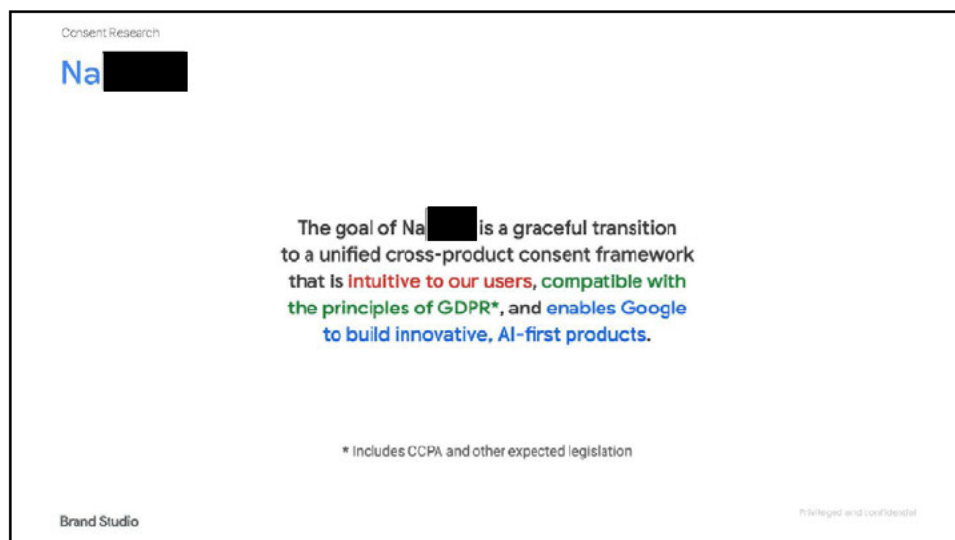 Consent Research
Na
The goal of Na is a graceful transition
to a unified cross-product consent framework
that is intuitive to our users, compatible with
the principles of GDPR*, and enables Google
to build innovative, AI-first products.
* Includes CCPA and other expected legislation
Brand Studio
Privileged and confidential